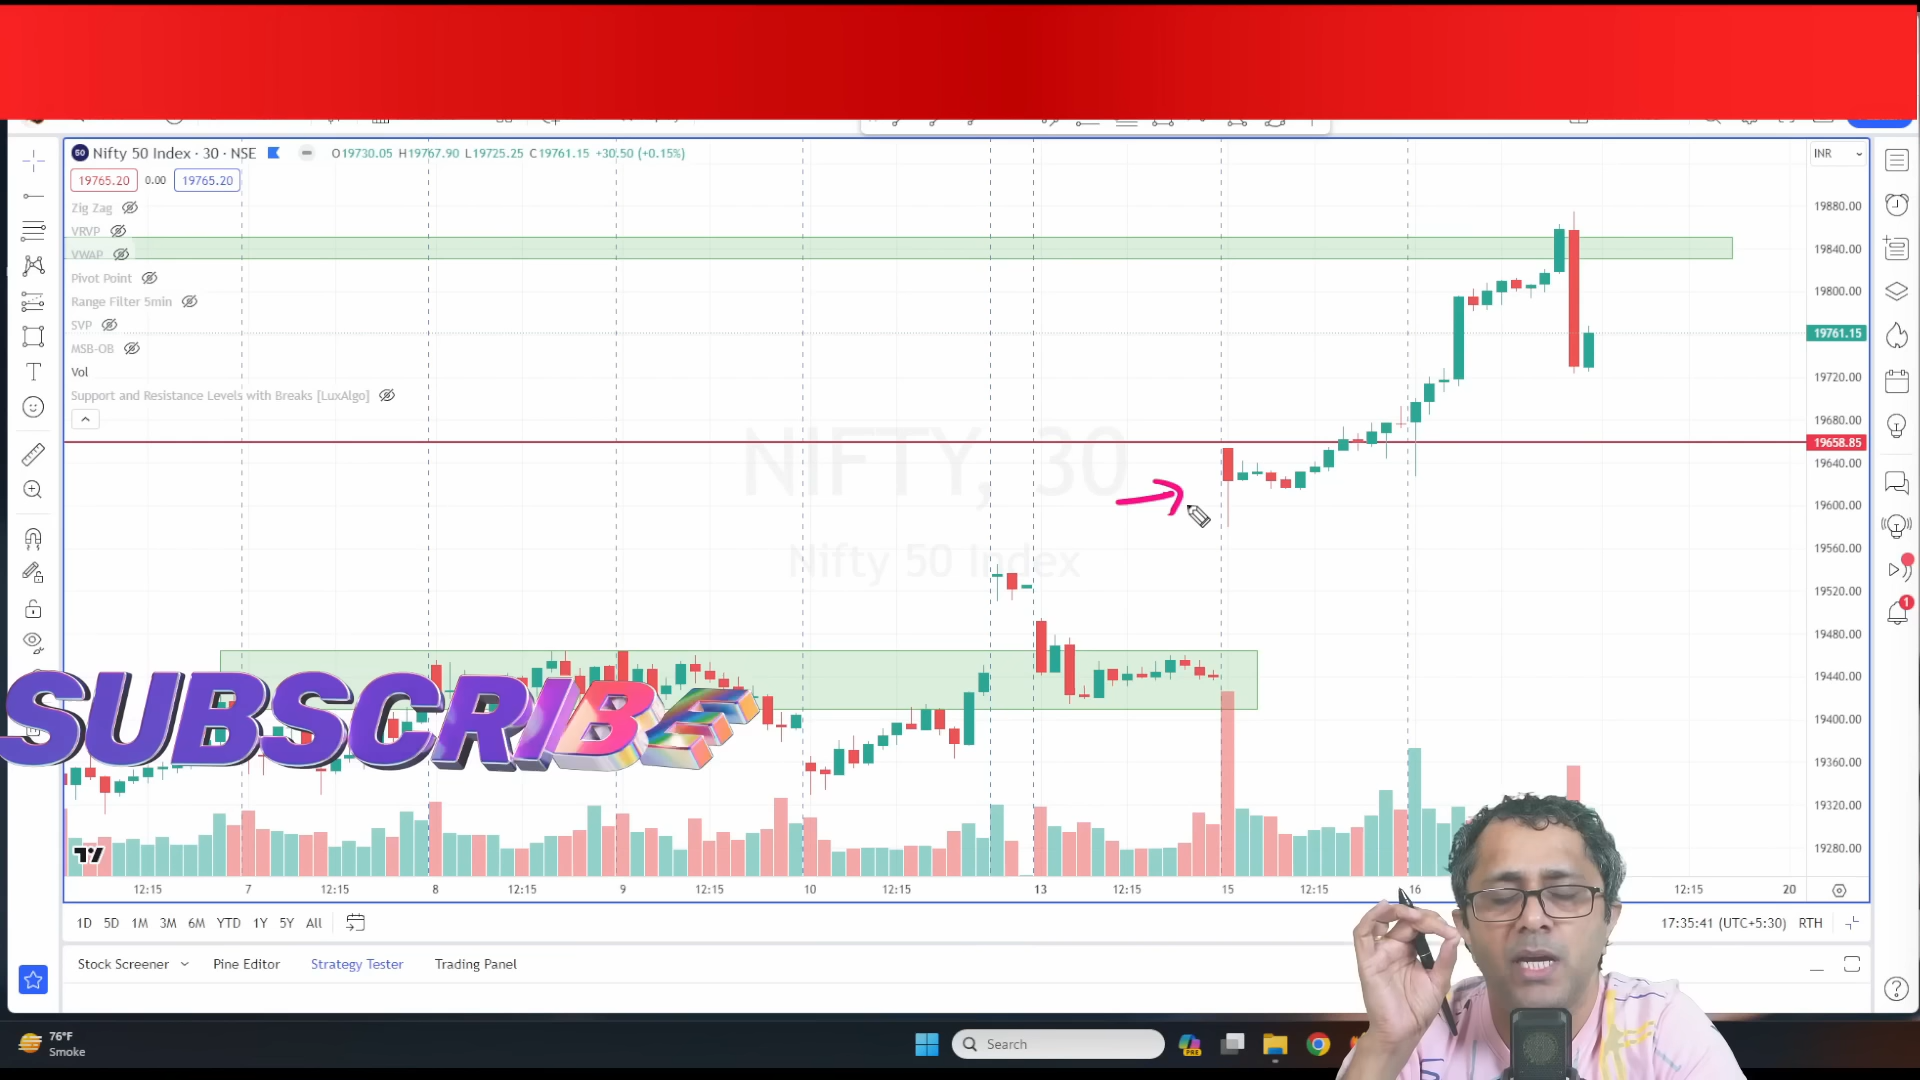 50 Nifty 50 Index · 30 · NSE O19730.05 H19767.90 L19725.25 C19761.15 +30.50 (+0.15%) INR
19765.20 0.00 19765.20
Zig Zag
VRVP
VWAP
Pivot Point
Range Filter 5min
SVP
MSB-OB
Vol
Support and Resistance Levels with Breaks [LuxAlgo]
NIFTY, 30
Nifty 50 Index
19880.00
19840.00
19800.00
19761.15
19720.00
19680.00
19658.85
19640.00
19600.00
19560.00
19520.00
19480.00
19440.00
19400.00
19360.00
19320.00
19280.00
1
SUBSCRIBE
12:15 7 12:15 8 12:15 9 12:15 10 12:15 13 12:15 15 12:15 16 12:15 20
1D 5D 1M 3M 6M YTD 1Y 5Y All 17:35:41 (UTC+5:30) RTH
Stock Screener Pine Editor Strategy Tester Trading Panel
76°F
Smoke
Search
PRE